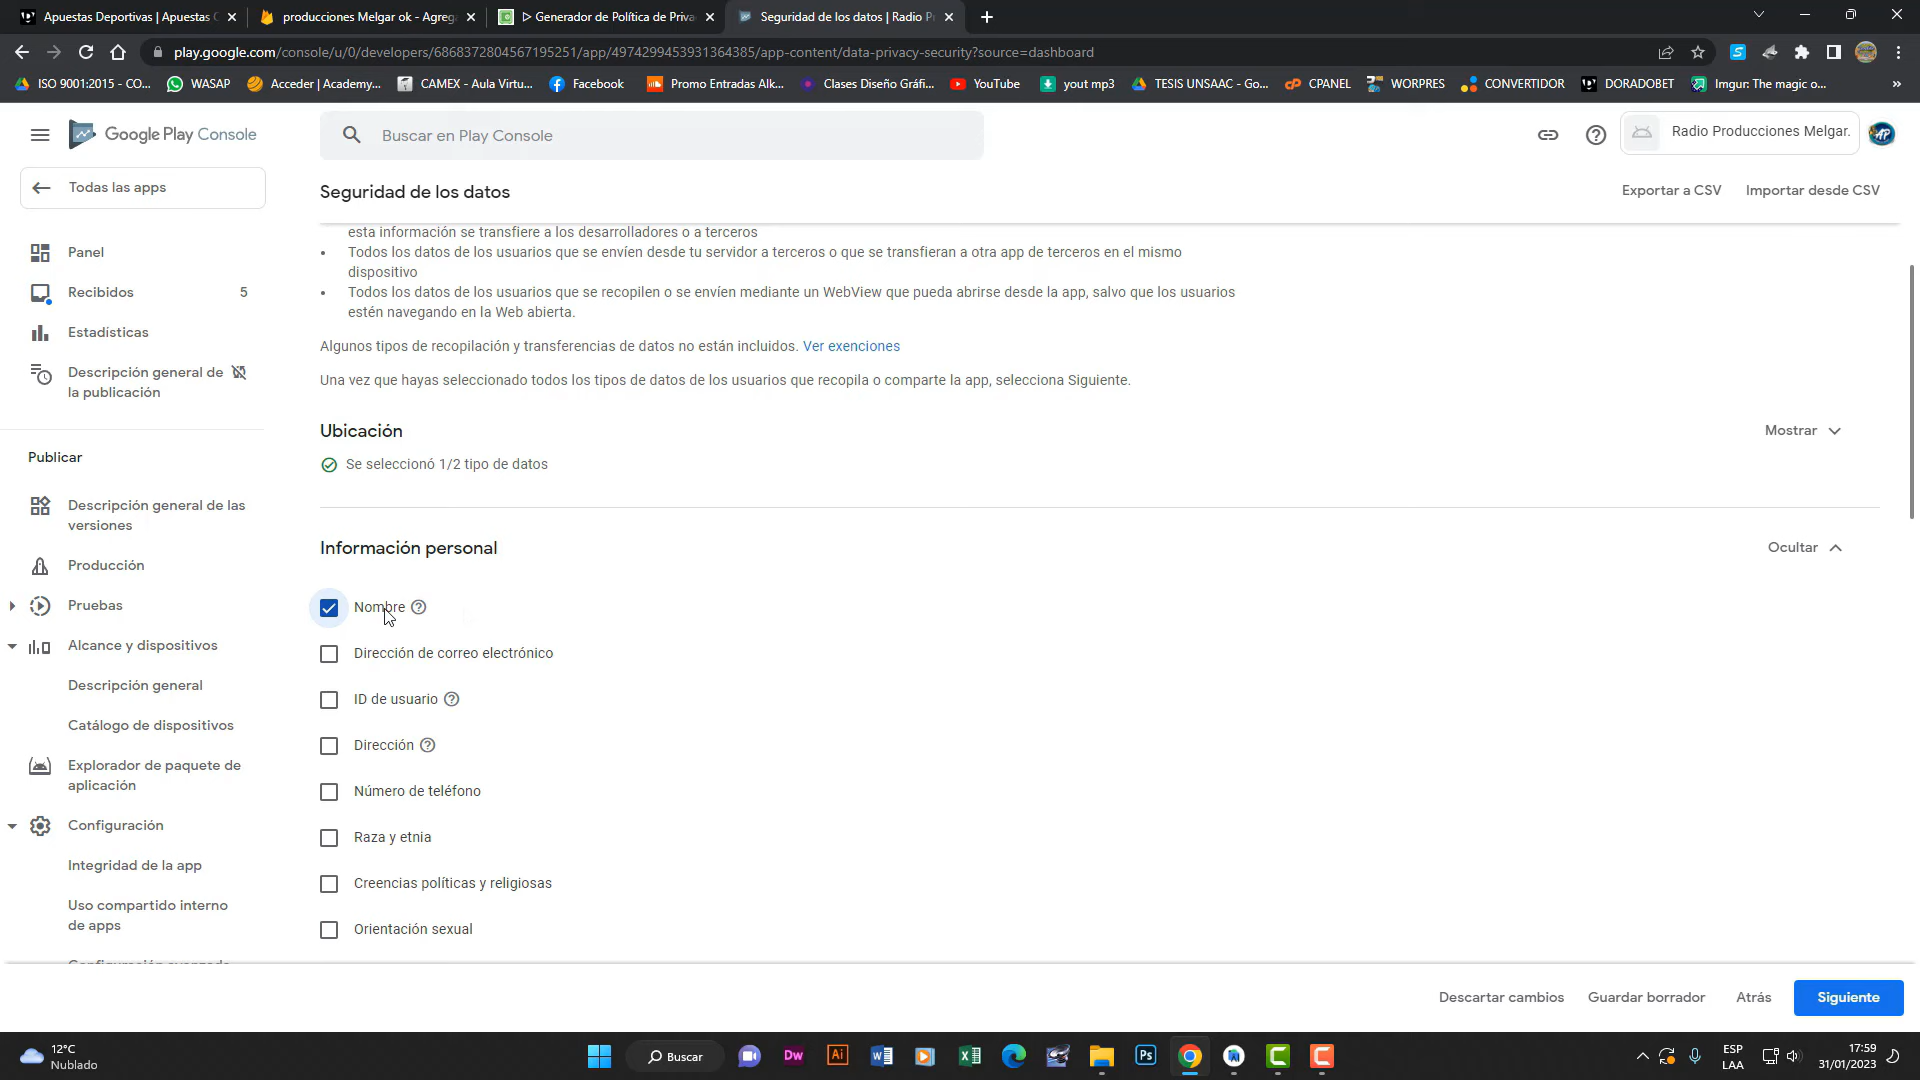 Apuestas Deportivas | Apuestas
producciones Melgar ok - Agreg
▷ Generador de Política de Priva
Seguridad de los datos | Radio P
play.google.com/console/u/0/developers/6868372804567195251/app/4974299453931364385/app-content/data-privacy-security?source=dashboard
ISO 9001:2015 - CO... WASAP Acceder | Academy... CAMEX - Aula Virtu... Facebook Promo Entradas Alk... Clases Diseño Gráfi... YouTube yout mp3 TESIS UNSAAC - Go... CPANEL WORPRES CONVERTIDOR DORADOBET Imgur: The magic o... »
Google Play Console
Buscar en Play Console
Radio Producciones Melgar.
Todas las apps
Seguridad de los datos
Exportar a CSV Importar desde CSV
Panel
Recibidos 5
Estadísticas
Descripción general de
la publicación
Publicar
Descripción general de las
versiones
Producción
Pruebas
Alcance y dispositivos
Descripción general
Catálogo de dispositivos
Explorador de paquete de
aplicación
Configuración
Integridad de la app
Uso compartido interno
de apps
esta información se transfiere a los desarrolladores o a terceros
• Todos los datos de los usuarios que se envíen desde tu servidor a terceros o que se transfieran a otra app de terceros en el mismo
dispositivo
• Todos los datos de los usuarios que se recopilen o se envíen mediante un WebView que pueda abrirse desde la app, salvo que los usuarios
estén navegando en la Web abierta.
Algunos tipos de recopilación y transferencias de datos no están incluidos. Ver exenciones
Una vez que hayas seleccionado todos los tipos de datos de los usuarios que recopila o comparte la app, selecciona Siguiente.
Ubicación
Mostrar
Se seleccionó 1/2 tipo de datos
Información personal
Ocultar
Nombre
Dirección de correo electrónico
ID de usuario
Dirección
Número de teléfono
Raza y etnia
Creencias políticas y religiosas
Orientación sexual
Descartar cambios Guardar borrador Atrás Siguiente
12°C
Nublado
Buscar
Dw
Ai
Ps
ESP
LAA
17:59
31/01/2023